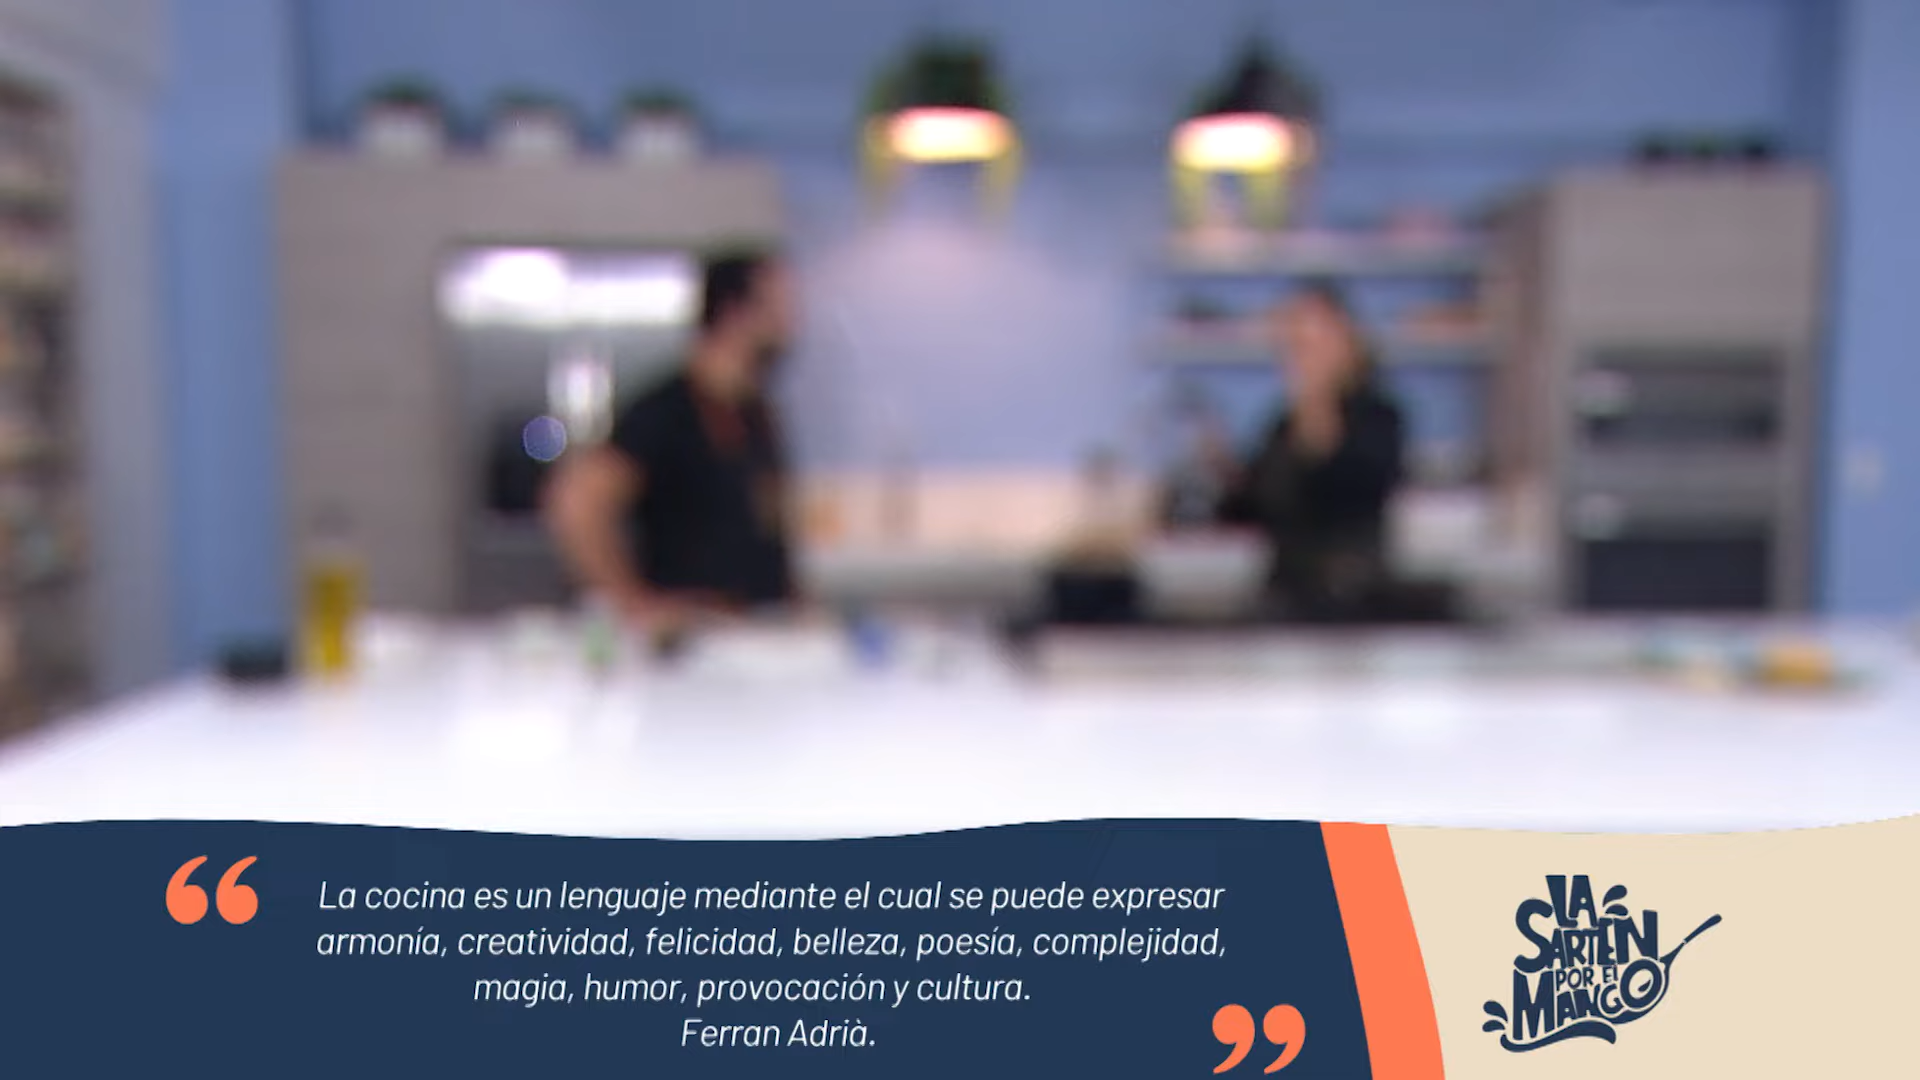 La cocina es un lenguaje mediante el cual se puede expresar
armonía, creatividad, felicidad, belleza, poesía, complejidad,
magia, humor, provocación y cultura.
Ferran Adrià.
LA
SARTÉN
POR EL
MANGO